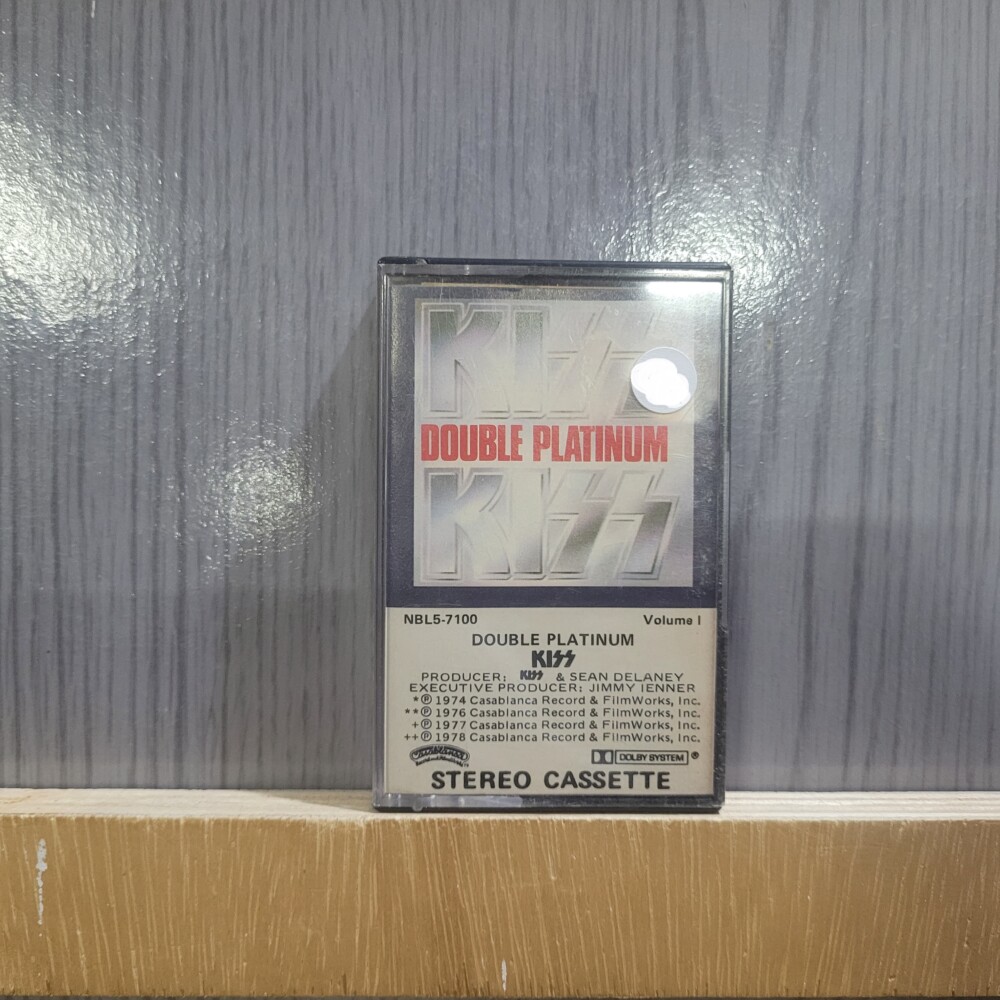 KISS
DOUBLE PLATINUM
KISS
NBL5-7100 Volume I
DOUBLE PLATINUM
KISS
PRODUCER: KISS & SEAN DELANEY
EXECUTIVE PRODUCER: JIMMY IENNER
*℗ 1974 Casablanca Record & FilmWorks, Inc.
**℗ 1976 Casablanca Record & FilmWorks, Inc.
+℗ 1977 Casablanca Record & FilmWorks, Inc.
++℗ 1978 Casablanca Record & FilmWorks, Inc.
DOLBY SYSTEM ®
STEREO CASSETTE